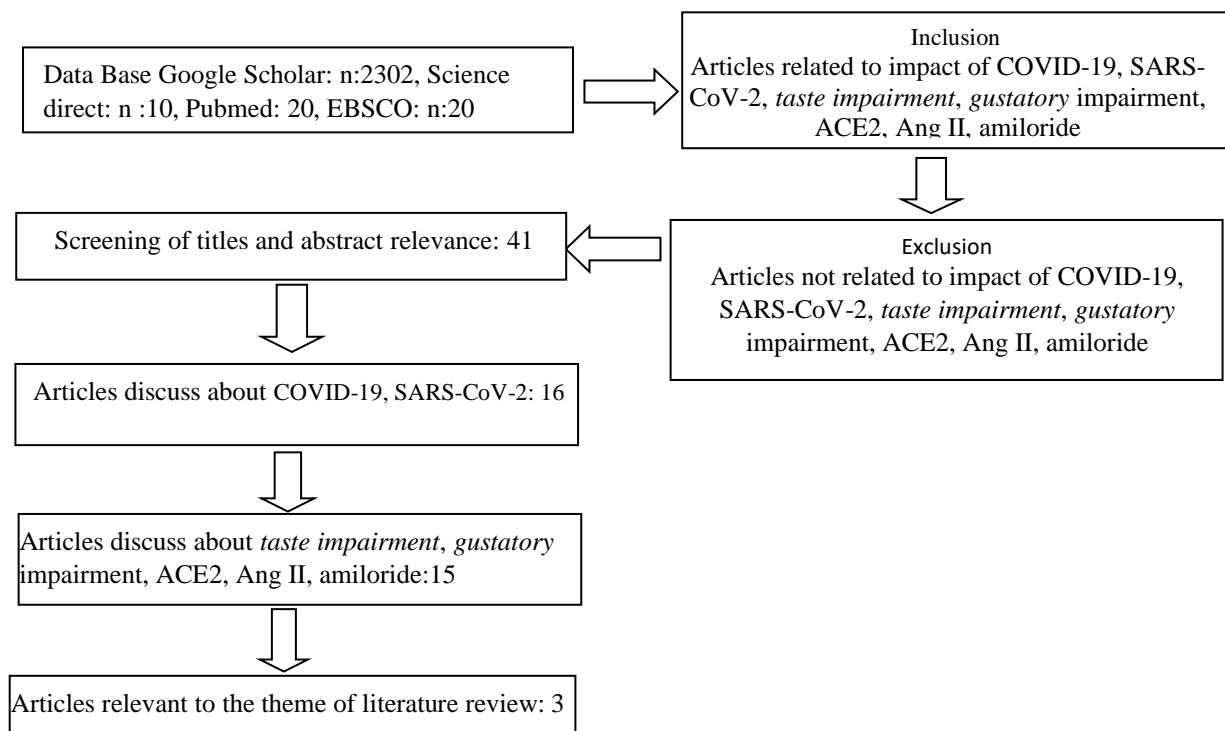 Data Base Google Scholar: n:2302, Science
direct: n :10, Pubmed: 20, EBSCO: n:20
Inclusion
Articles related to impact of COVID-19, SARS-
CoV-2, taste impairment, gustatory impairment,
ACE2, Ang II, amiloride
Exclusion
Articles not related to impact of COVID-19,
SARS-CoV-2, taste impairment, gustatory
impairment, ACE2, Ang II, amiloride
Screening of titles and abstract relevance: 41
Articles discuss about COVID-19, SARS-CoV-2: 16
Articles discuss about taste impairment, gustatory
impairment, ACE2, Ang II, amiloride:15
Articles relevant to the theme of literature review: 3